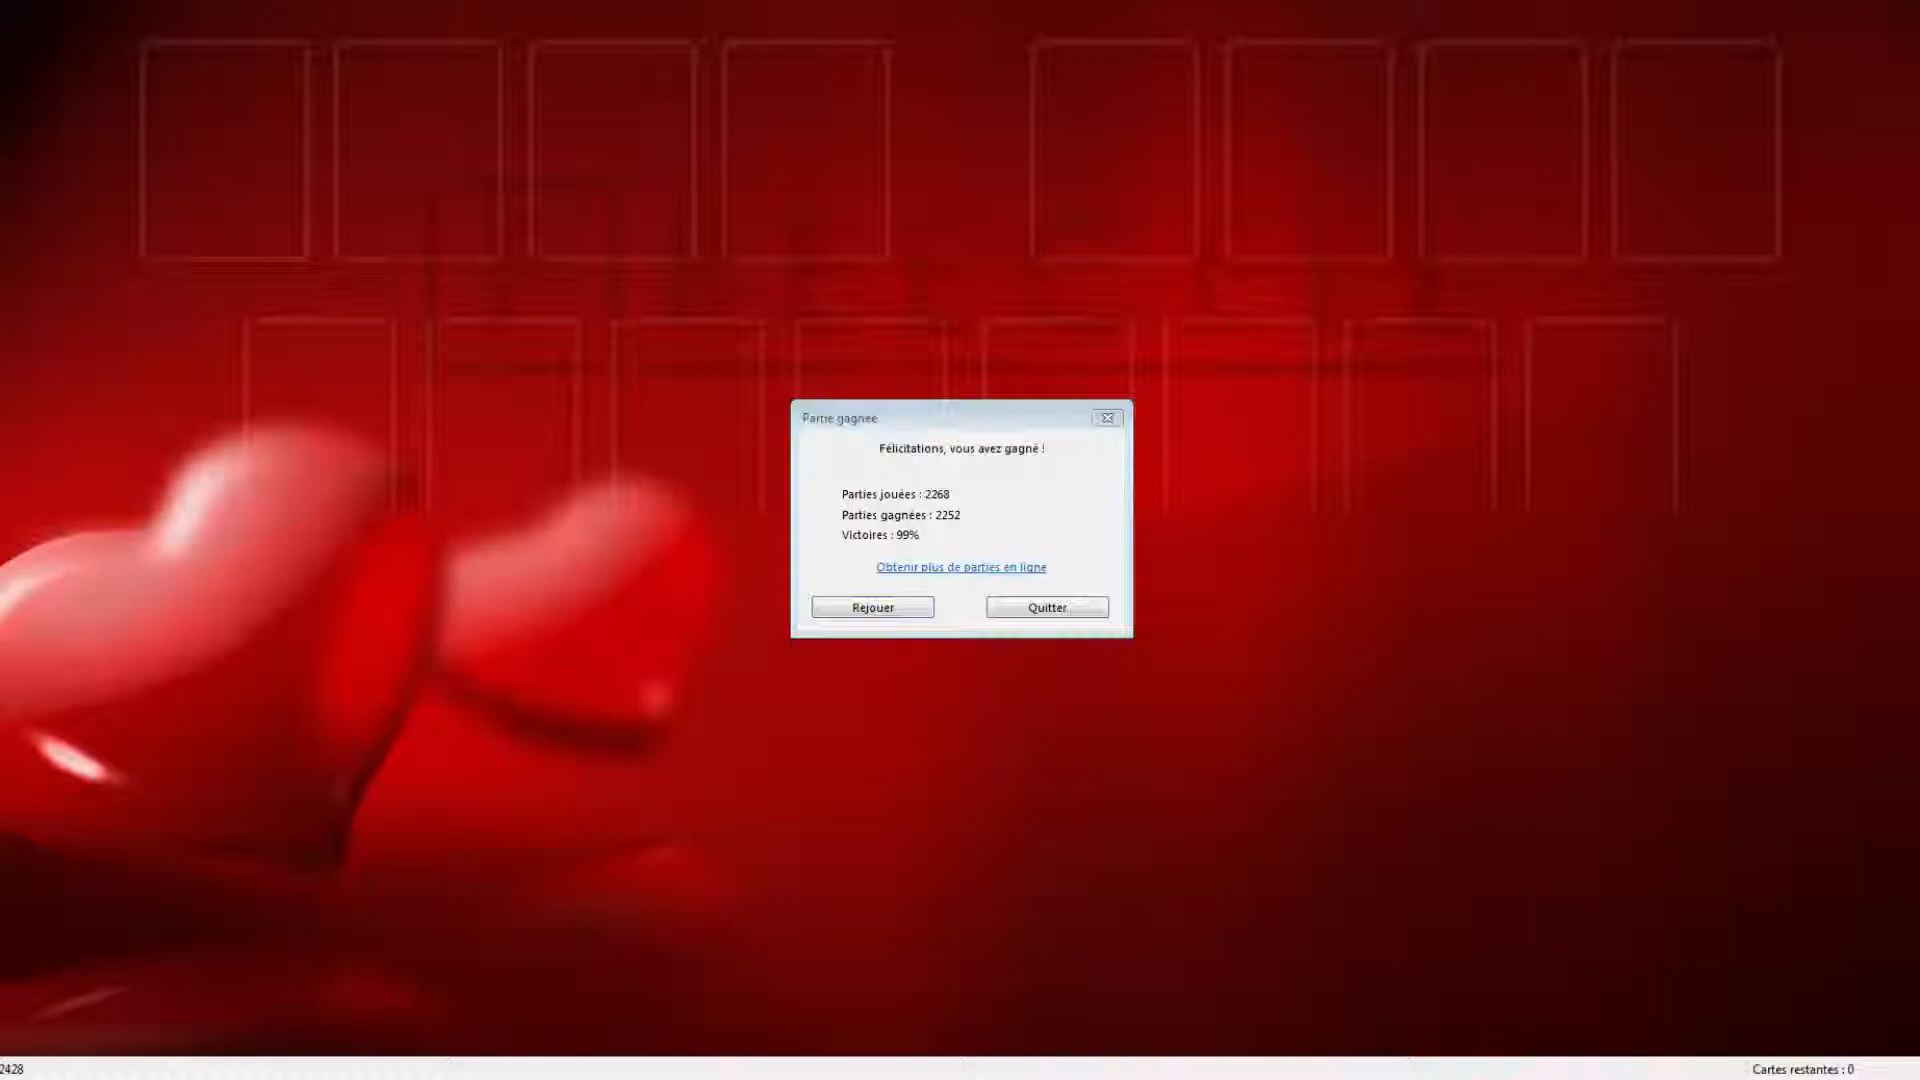 Partie gagnée
Félicitations, vous avez gagné !
Parties jouées : 2268
Parties gagnées : 2252
Victoires : 99%
Obtenir plus de parties en ligne
Rejouer
Quitter
2428
Cartes restantes : 0